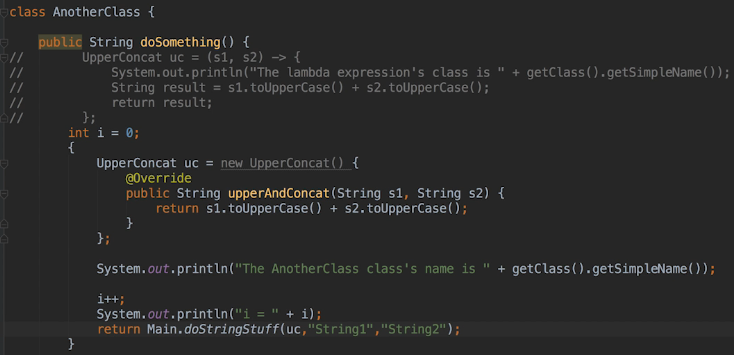 class AnotherClass {
    public String doSomething() {
//        UpperConcat uc = (s1, s2) -> {
//            System.out.println("The lambda expression's class is " + getClass().getSimpleName());
//            String result = s1.toUpperCase() + s2.toUpperCase();
//            return result;
//        };
        int i = 0;
        {
            UpperConcat uc = new UpperConcat() {
                @Override
                public String upperAndConcat(String s1, String s2) {
                    return s1.toUpperCase() + s2.toUpperCase();
                }
            };
            System.out.println("The AnotherClass class's name is " + getClass().getSimpleName());
            i++;
            System.out.println("i = " + i);
            return Main.doStringStuff(uc,"String1","String2");
        }